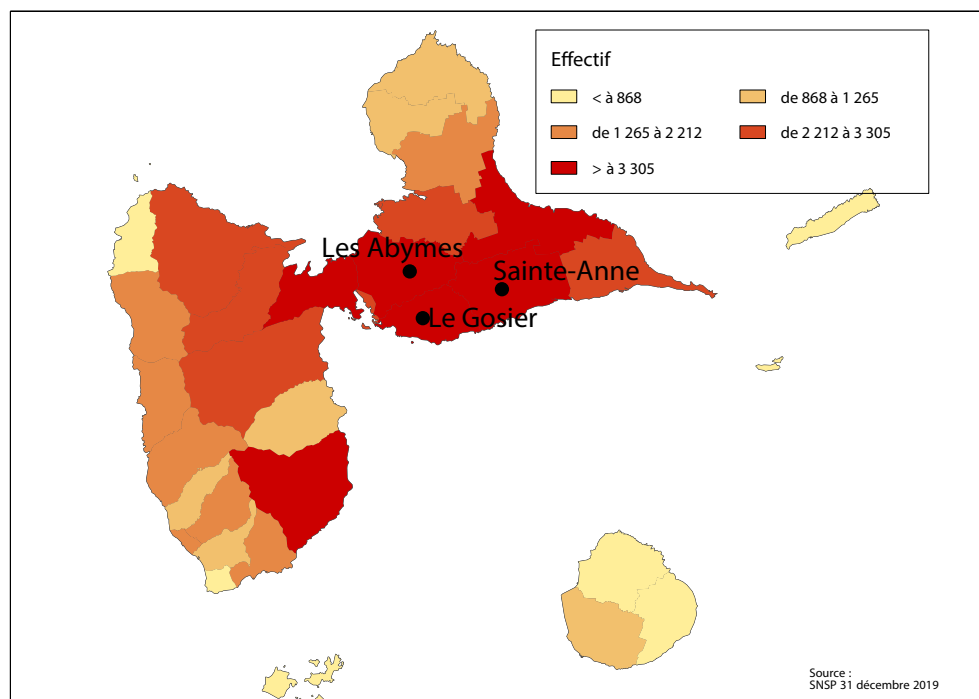 Effectif
< à 868
de 868 à 1 265
de 1 265 à 2 212
de 2 212 à 3 305
> à 3 305
Les Abymes
Sainte-Anne
Le Gosier
Source :
SNSP 31 décembre 2019